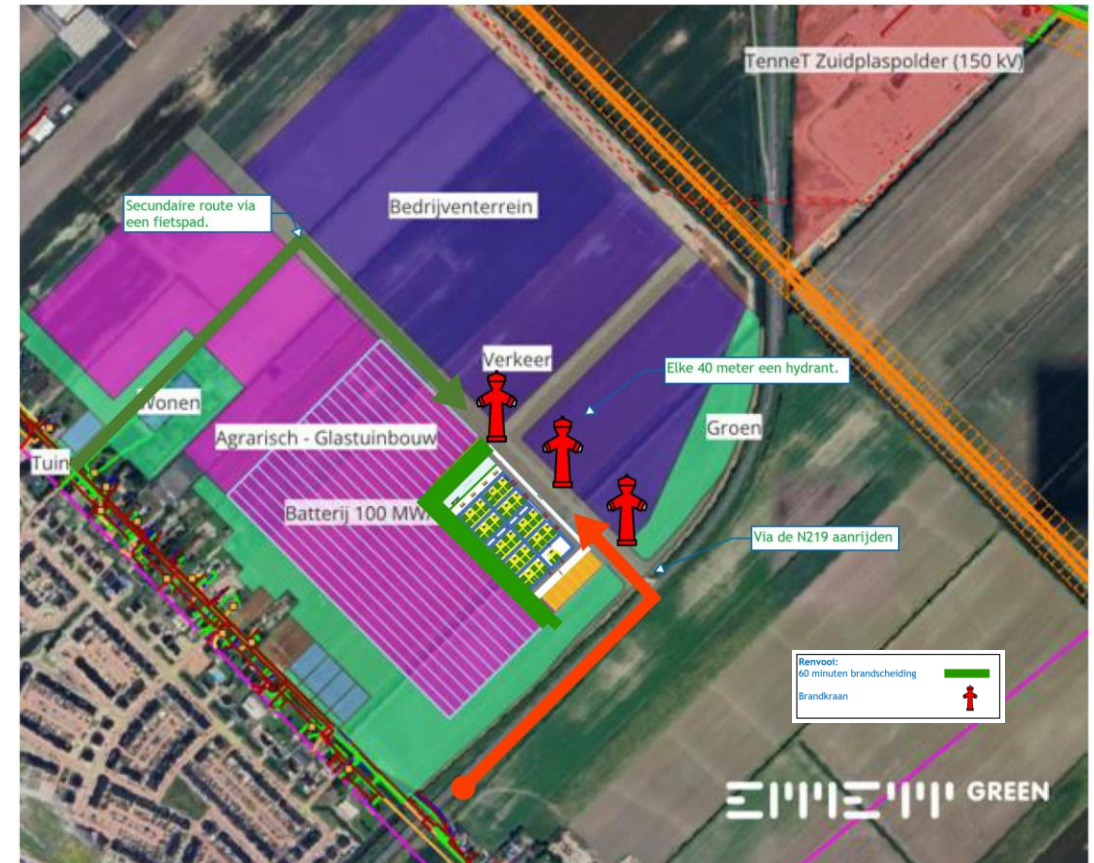 TenneT Zuidplaspolder (150 kV)
Secundaire route via
een fietspad.
Bedrijventerrein
Verkeer
Elke 40 meter een hydrant.
Wonen
Groen
Agrarisch - Glastuinbouw
Tuin
Batterij 100 MW
Via de N219 aanrijden
Renvooi:
60 minuten brandscheiding
Brandkraan
EMMETT GREEN